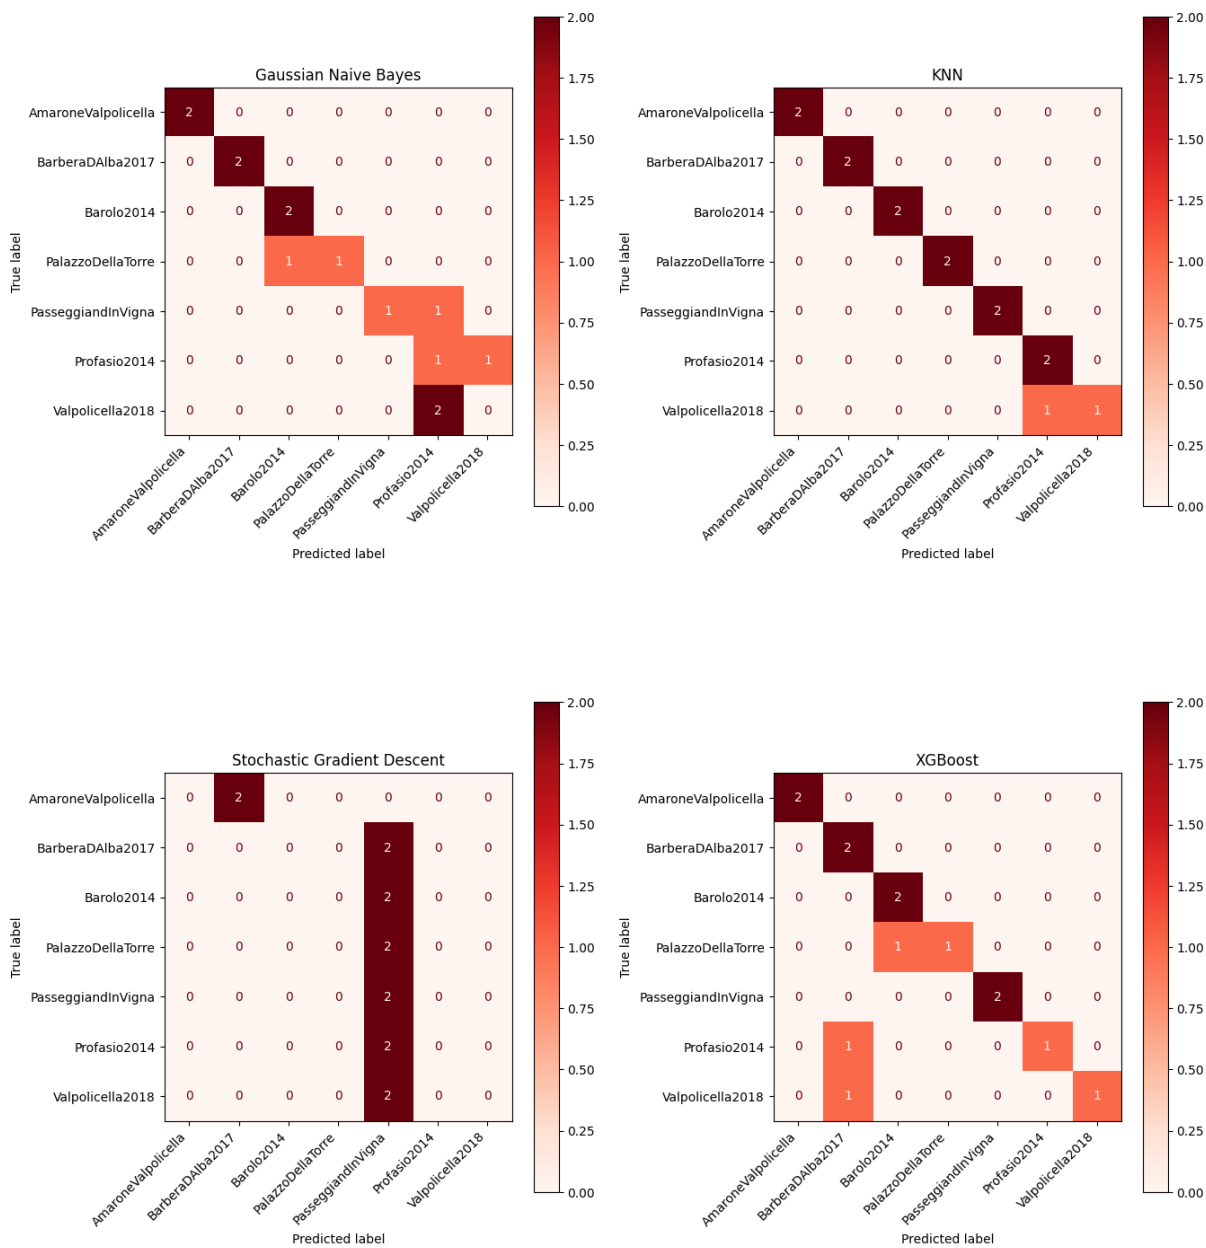 Gaussian Naive Bayes
True label
AmaroneValpolicella 2 0 0 0 0 0 0
BarberaDAlba2017 0 2 0 0 0 0 0
Barolo2014 0 0 2 0 0 0 0
PalazzoDellaTorre 0 0 1 1 0 0 0
PasseggiandInVigna 0 0 0 0 1 1 0
Profasio2014 0 0 0 0 0 1 1
Valpolicella2018 0 0 0 0 0 2 0
AmaroneValpolicella
BarberaDAlba2017
Barolo2014
PalazzoDellaTorre
PasseggiandInVigna
Profasio2014
Valpolicella2018
Predicted label
2.00
1.75
1.50
1.25
1.00
0.75
0.50
0.25
0.00
KNN
True label
AmaroneValpolicella 2 0 0 0 0 0 0
BarberaDAlba2017 0 2 0 0 0 0 0
Barolo2014 0 0 2 0 0 0 0
PalazzoDellaTorre 0 0 0 2 0 0 0
PasseggiandInVigna 0 0 0 0 2 0 0
Profasio2014 0 0 0 0 0 2 0
Valpolicella2018 0 0 0 0 0 1 1
AmaroneValpolicella
BarberaDAlba2017
Barolo2014
PalazzoDellaTorre
PasseggiandInVigna
Profasio2014
Valpolicella2018
Predicted label
2.00
1.75
1.50
1.25
1.00
0.75
0.50
0.25
0.00
Stochastic Gradient Descent
True label
AmaroneValpolicella 0 2 0 0 0 0 0
BarberaDAlba2017 0 0 0 0 2 0 0
Barolo2014 0 0 0 0 2 0 0
PalazzoDellaTorre 0 0 0 0 2 0 0
PasseggiandInVigna 0 0 0 0 2 0 0
Profasio2014 0 0 0 0 2 0 0
Valpolicella2018 0 0 0 0 2 0 0
AmaroneValpolicella
BarberaDAlba2017
Barolo2014
PalazzoDellaTorre
PasseggiandInVigna
Profasio2014
Valpolicella2018
Predicted label
2.00
1.75
1.50
1.25
1.00
0.75
0.50
0.25
0.00
XGBoost
True label
AmaroneValpolicella 2 0 0 0 0 0 0
BarberaDAlba2017 0 2 0 0 0 0 0
Barolo2014 0 0 2 0 0 0 0
PalazzoDellaTorre 0 0 1 1 0 0 0
PasseggiandInVigna 0 0 0 0 2 0 0
Profasio2014 0 1 0 0 0 1 0
Valpolicella2018 0 1 0 0 0 0 1
AmaroneValpolicella
BarberaDAlba2017
Barolo2014
PalazzoDellaTorre
PasseggiandInVigna
Profasio2014
Valpolicella2018
Predicted label
2.00
1.75
1.50
1.25
1.00
0.75
0.50
0.25
0.00